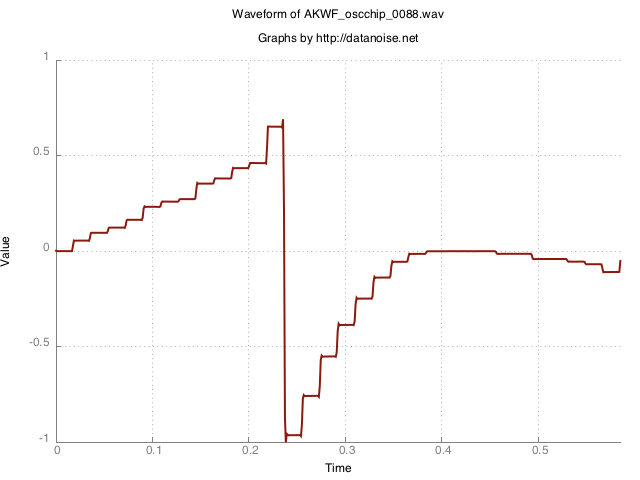 Waveform of AKWF_oscchip_0088.wav
Graphs by http://datanoise.net
1
0.5
0
-0.5
-1
Value
0 0.1 0.2 0.3 0.4 0.5
Time